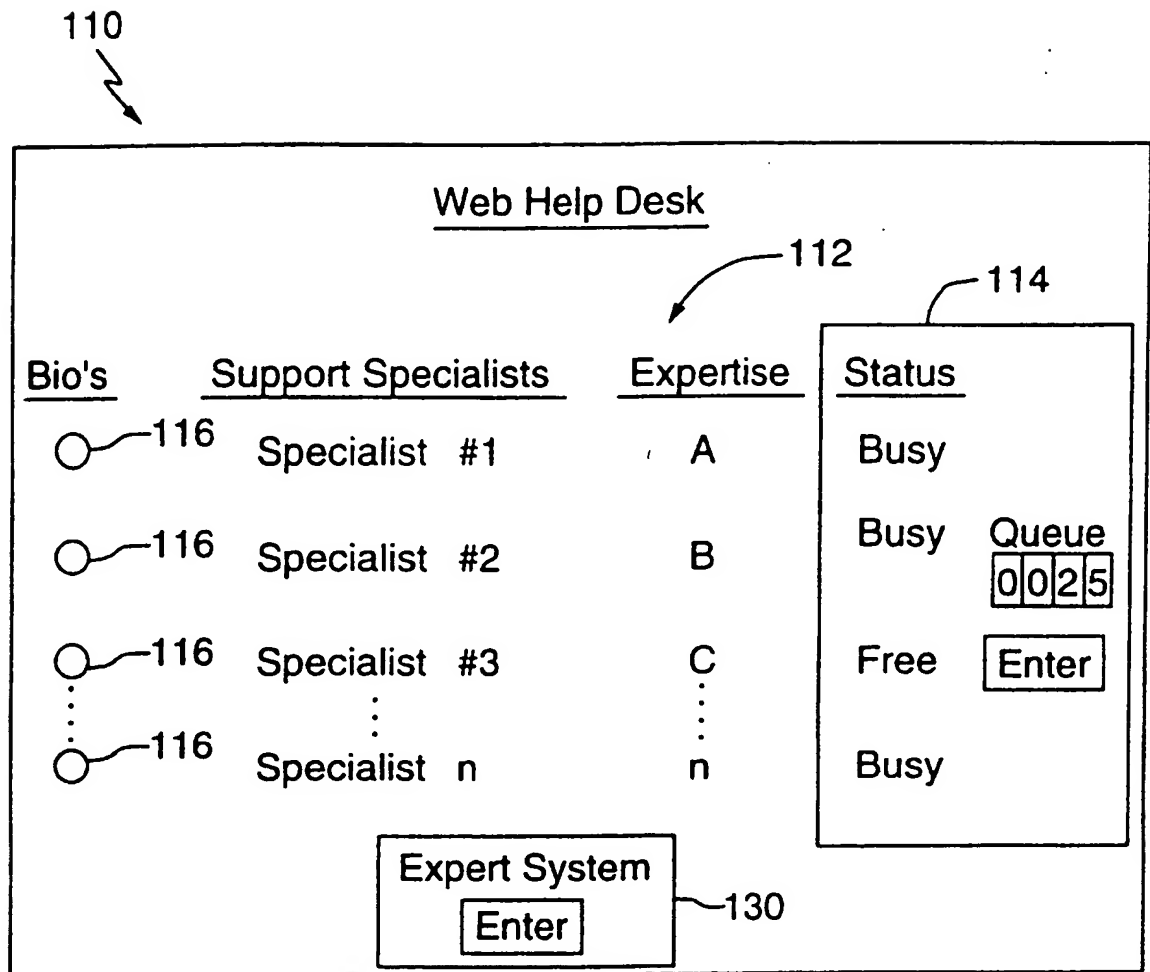 110
Web Help Desk
112
114
Bio's Support Specialists Expertise Status
116 Specialist #1 A Busy
116 Specialist #2 B Busy Queue
0025
116 Specialist #3 C Free Enter
116 Specialist n n Busy
Expert System
Enter
130